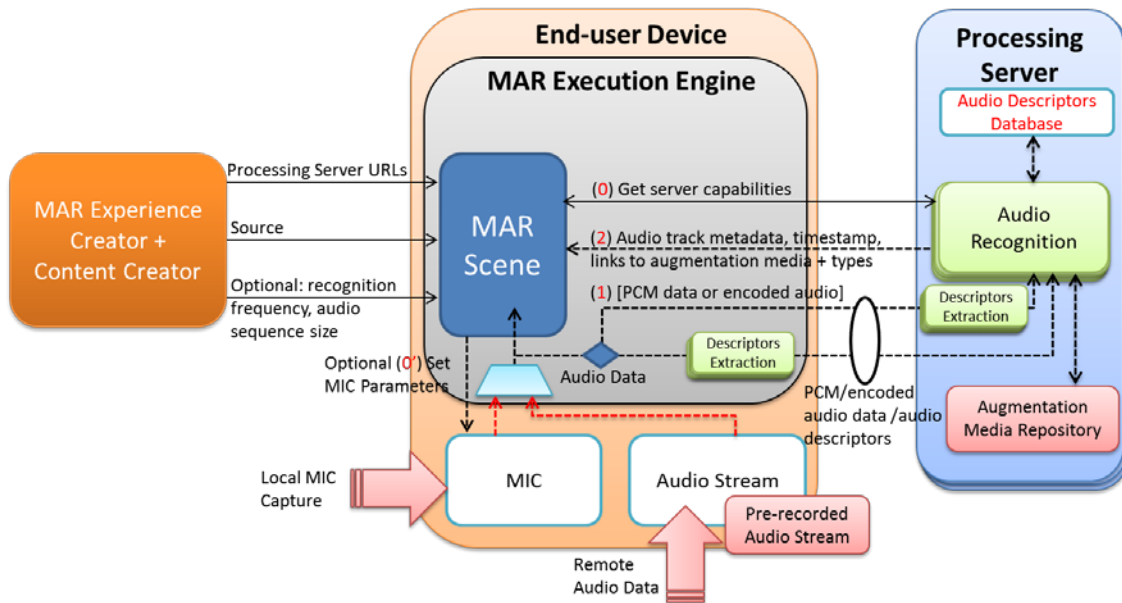 End-user Device
MAR Execution Engine
Processing
Server
Audio Descriptors
Database
MAR Experience
Creator +
Content Creator
Processing Server URLs
Source
Optional: recognition
frequency, audio
sequence size
MAR
Scene
(0) Get server capabilities
(2) Audio track metadata, timestamp,
links to augmentation media + types
(1) [PCM data or encoded audio]
Audio
Recognition
Descriptors
Extraction
Descriptors
Extraction
Optional (0') Set
MIC Parameters
Audio Data
PCM/encoded
audio data /audio
descriptors
Augmentation
Media Repository
Local MIC
Capture
MIC
Audio Stream
Pre-recorded
Audio Stream
Remote
Audio Data